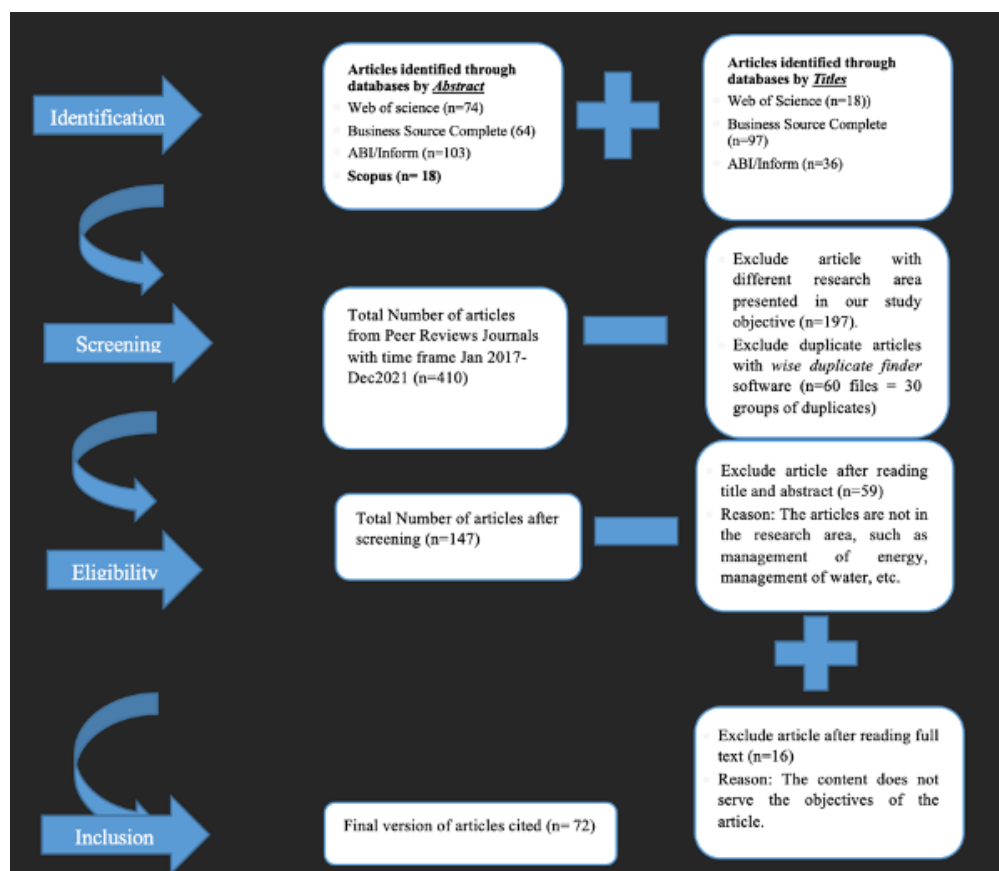 Identification
Articles identified through
databases by Abstract
Web of science (n=74)
Business Source Complete (64)
ABI/Inform (n=103)
Scopus (n= 18)
Articles identified through
databases by Titles
Web of Science (n=18))
Business Source Complete
(n=97)
ABI/Inform (n=36)
Screening
Total Number of articles
from Peer Reviews Journals
with time frame Jan 2017-
Dec2021 (n=410)
Exclude article with
different research area
presented in our study
objective (n=197).
Exclude duplicate articles
with wise duplicate finder
software (n=60 files = 30
groups of duplicates)
Eligibility
Total Number of articles after
screening (n=147)
Exclude article after reading
title and abstract (n=59)
Reason: The articles are not in
the research area, such as
management of energy,
management of water, etc.
Exclude article after reading full
text (n=16)
Reason: The content does not
serve the objectives of the
article.
Inclusion
Final version of articles cited (n= 72)